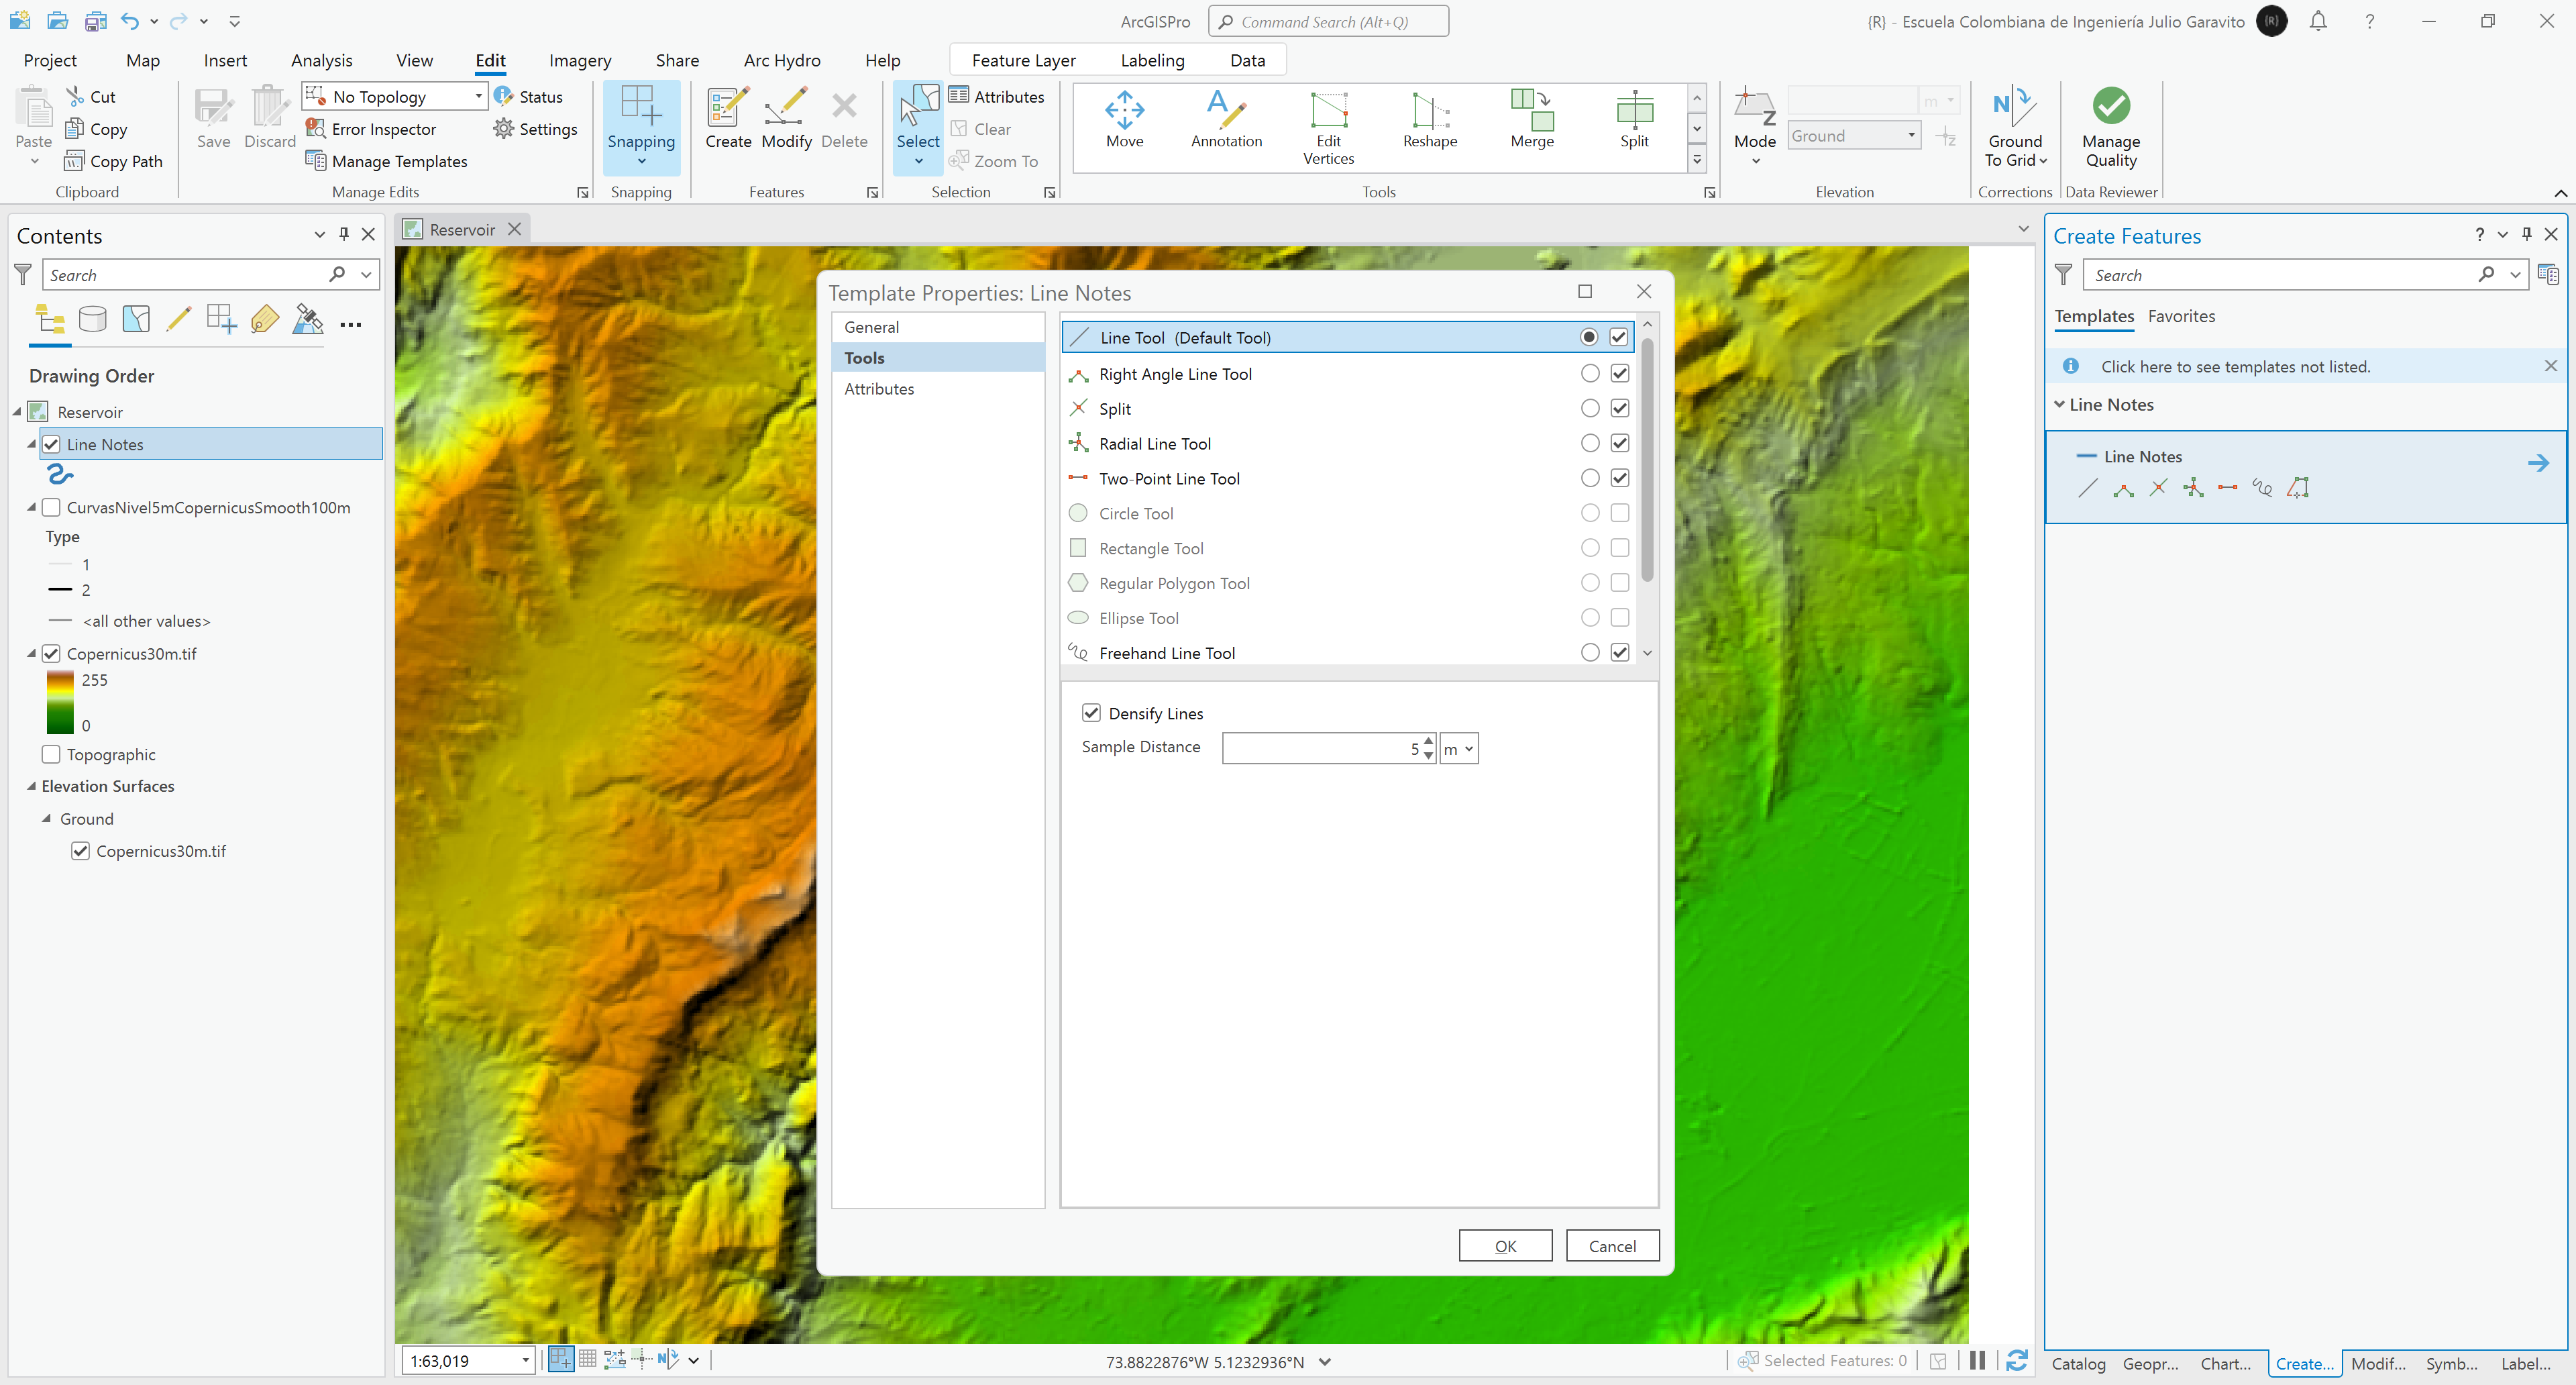 ArcGISPro
Command Search (Alt+Q)
{R} - Escuela Colombiana de Ingeniería Julio Garavito
{R}
?
Project
Map
Insert
Analysis
View
Edit
Imagery
Share
Arc Hydro
Help
Feature Layer
Labeling
Data
Paste
Cut
Copy
Copy Path
Clipboard
Save
Discard
No Topology
Error Inspector
Manage Templates
Status
Settings
Manage Edits
Snapping
Snapping
Create
Modify
Delete
Features
Select
Attributes
Clear
Zoom To
Selection
Move
Annotation
Edit
Vertices
Reshape
Merge
Split
Tools
Mode
m
Ground
Elevation
Ground
To Grid
Corrections
Manage
Quality
Data Reviewer
Contents
Search
Drawing Order
Reservoir
Line Notes
CurvasNivel5mCopernicusSmooth100m
Type
1
2
<all other values>
Copernicus30m.tif
255
0
Topographic
Elevation Surfaces
Ground
Copernicus30m.tif
Reservoir
Template Properties: Line Notes
General
Tools
Attributes
Line Tool (Default Tool)
Right Angle Line Tool
Split
Radial Line Tool
Two-Point Line Tool
Circle Tool
Rectangle Tool
Regular Polygon Tool
Ellipse Tool
Freehand Line Tool
Densify Lines
Sample Distance
5
m
OK
Cancel
1:63,019
73.8822876°W 5.1232936°N
Selected Features: 0
Create Features
?
Search
Templates
Favorites
Click here to see templates not listed.
Line Notes
Line Notes
Catalog
Geopr...
Chart...
Create...
Modif...
Symb...
Label...